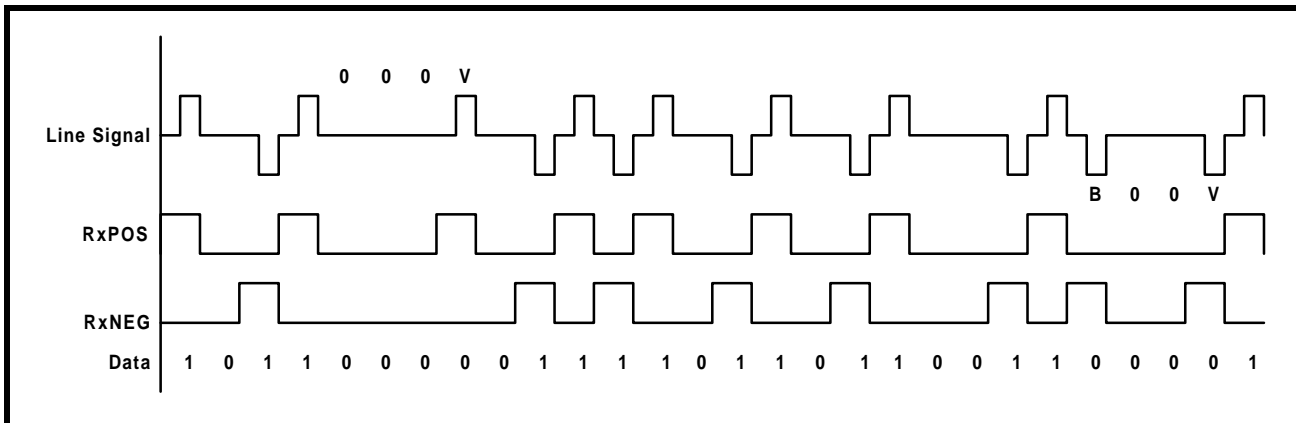 0 0 0 V
Line Signal
B 0 0 V
RxPOS
RxNEG
Data 1 0 1 1 0 0 0 0 0 1 1 1 1 0 1 1 0 1 1 0 0 1 1 0 0 0 0 1